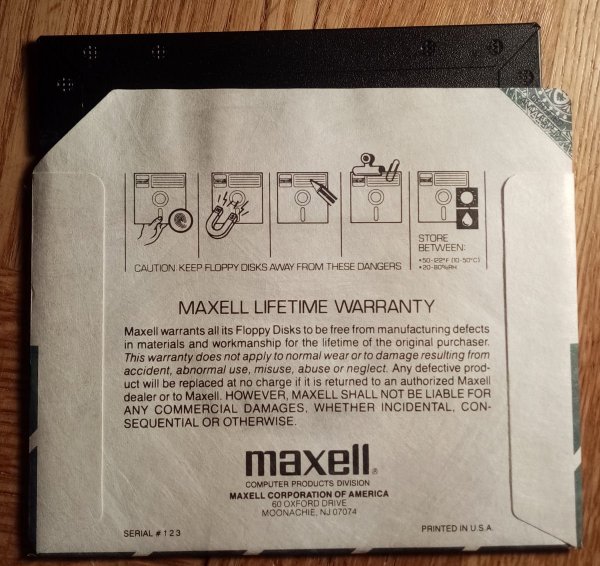 STORE
BETWEEN:
•50-122°F (10-50°C)
•20-80%RH
CAUTION: KEEP FLOPPY DISKS AWAY FROM THESE DANGERS
MAXELL LIFETIME WARRANTY
Maxell warrants all its Floppy Disks to be free from manufacturing defects
in materials and workmanship for the lifetime of the original purchaser.
This warranty does not apply to normal wear or to damage resulting from
accident, abnormal use, misuse, abuse or neglect. Any defective prod-
uct will be replaced at no charge if it is returned to an authorized Maxell
dealer or to Maxell. HOWEVER, MAXELL SHALL NOT BE LIABLE FOR
ANY COMMERCIAL DAMAGES, WHETHER INCIDENTAL, CON-
SEQUENTIAL OR OTHERWISE.
maxell®
COMPUTER PRODUCTS DIVISION
MAXELL CORPORATION OF AMERICA
60 OXFORD DRIVE
MOONACHIE, NJ 07074
SERIAL # 1 2 3
PRINTED IN U.S.A.